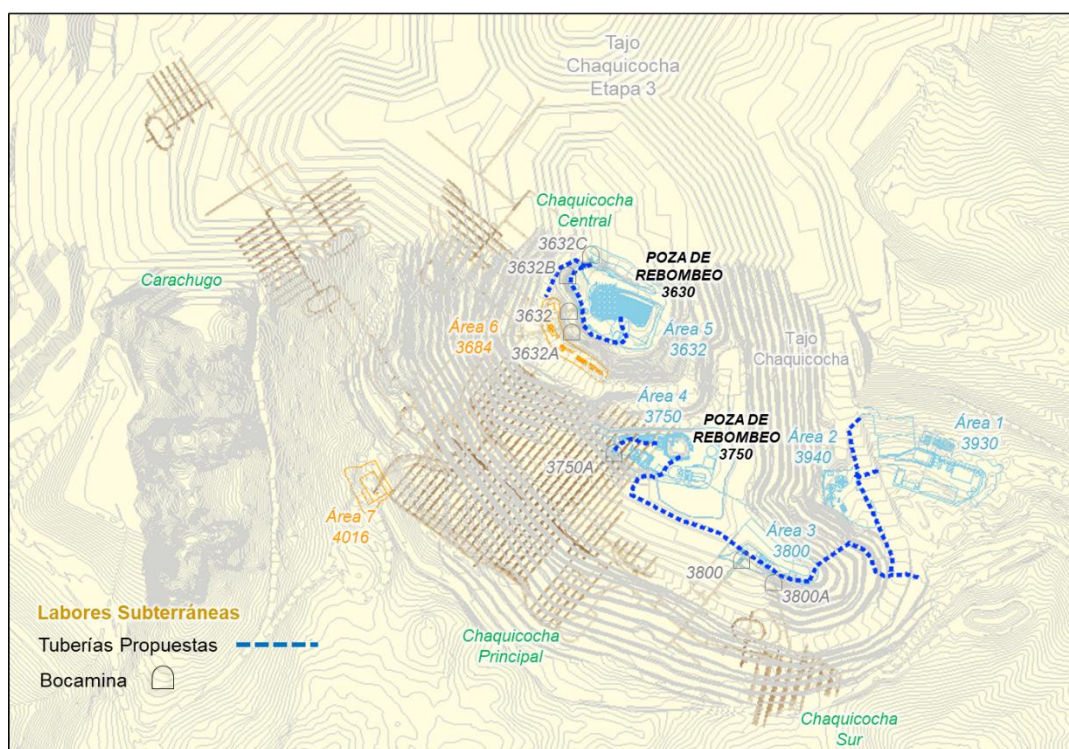 Tajo
Chaquicocha
Etapa 3
Chaquicocha
Central
3632C
3632B
POZA DE
REBOMBEO
3630
Carachugo
3632
Área 6
3684
3632A
Área 5
3632
Tajo
Chaquicocha
Área 4
3750
POZA DE
REBOMBEO
3750
Área 1
3930
Área 2
3940
3750A
Área 7
4016
Área 3
3800
3800
3800A
Labores Subterráneas
Tuberías Propuestas
Bocamina
Chaquicocha
Principal
Chaquicocha
Sur